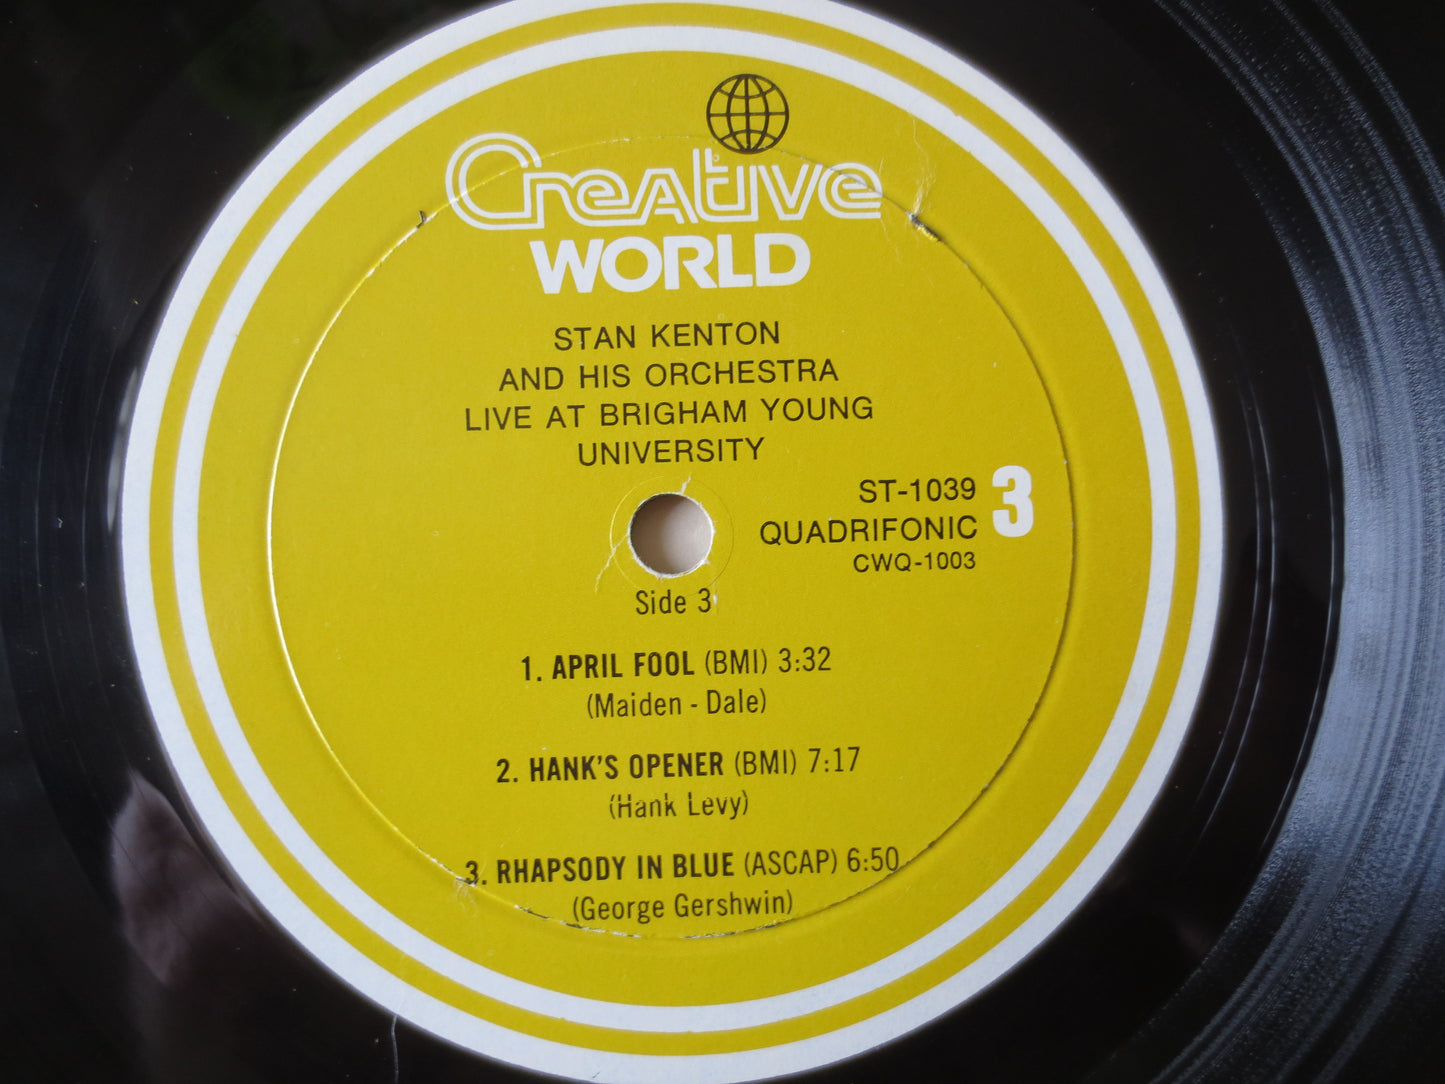 Creative
WORLD
STAN KENTON
AND HIS ORCHESTRA
LIVE AT BRIGHAM YOUNG
UNIVERSITY
ST-1039 3
QUADRIFONIC
CWQ-1003
Side 3
1. APRIL FOOL (BMI) 3:32
(Maiden - Dale)
2. HANK'S OPENER (BMI) 7:17
(Hank Levy)
3. RHAPSODY IN BLUE (ASCAP) 6:50
(George Gershwin)